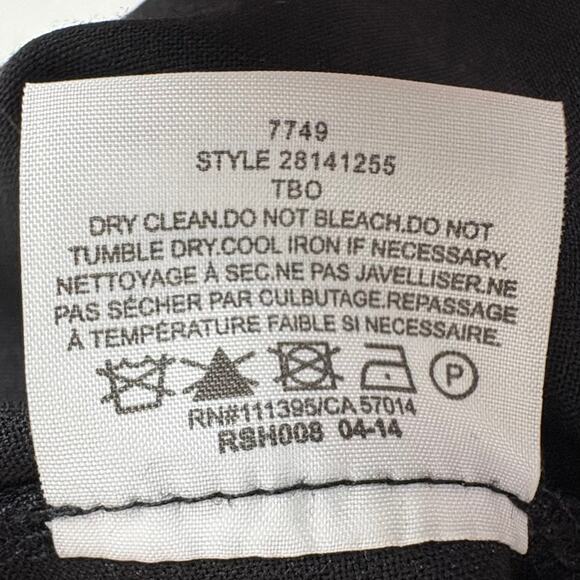 7749
STYLE 28141255
TBO
DRY CLEAN.DO NOT BLEACH.DO NOT
TUMBLE DRY.COOL IRON IF NECESSARY.
NETTOYAGE À SEC.NE PAS JAVELLISER.NE
PAS SÉCHER PAR CULBUTAGE.REPASSAGE
À TEMPÉRATURE FAIBLE SI NECESSAIRE.
P
RN#111395/CA 57014
RSH008 04-14